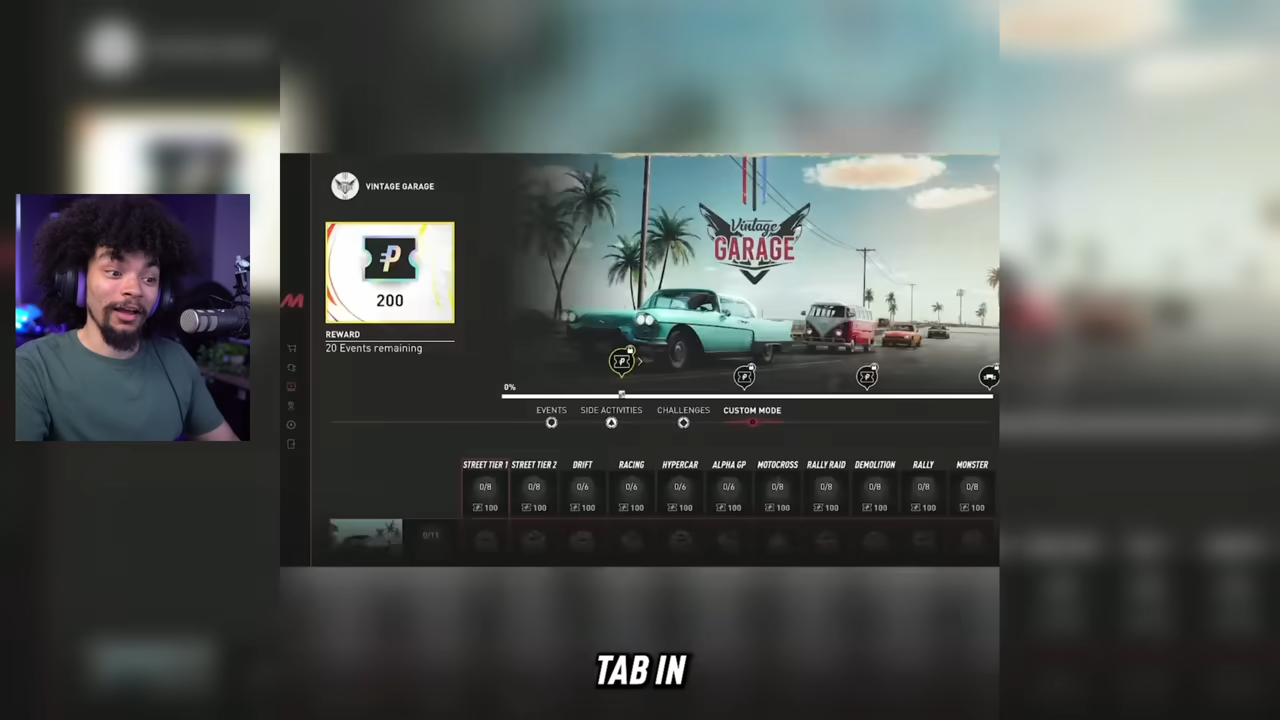 VINTAGE GARAGE
Vintage
GARAGE
200
REWARD
20 Events remaining
0%
EVENTS SIDE ACTIVITIES CHALLENGES CUSTOM MODE
STREET TIER 1 STREET TIER 2 DRIFT RACING HYPERCAR ALPHA GP MOTOCROSS RALLY RAID DEMOLITION RALLY MONSTER
0/8 0/8 0/6 0/6 0/6 0/6 0/8 0/8 0/8 0/8 0/8
100 100 100 100 100 100 100 100 100 100 100
0/11
TAB IN